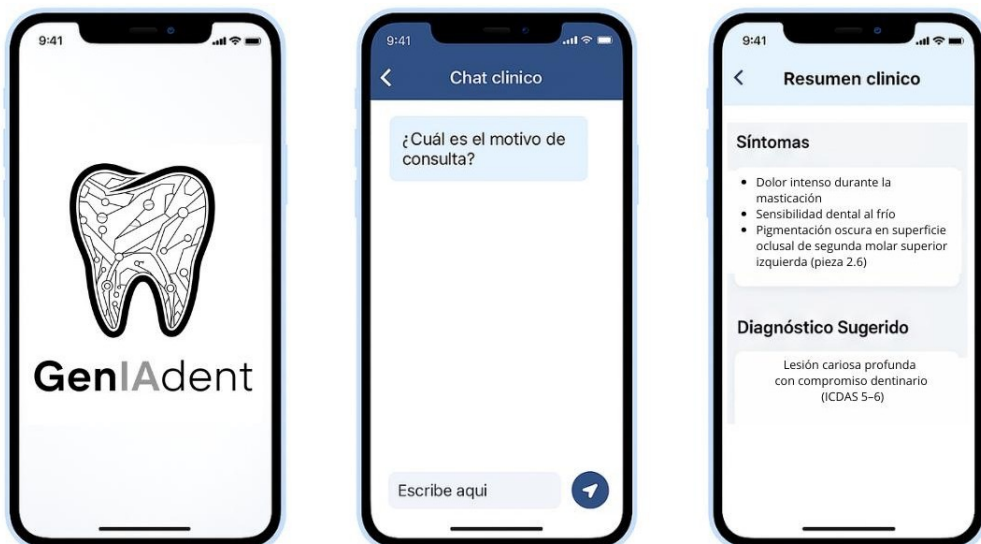 9:41
GenIAdent
9:41
Chat clinico
¿Cuál es el motivo de
consulta?
Escribe aqui
9:41
Resumen clinico
Síntomas
• Dolor intenso durante la
masticación
• Sensibilidad dental al frío
• Pigmentación oscura en superficie
oclusal de segunda molar superior
izquierda (pieza 2.6)
Diagnóstico Sugerido
Lesión cariosa profunda
con compromiso dentinario
(ICDAS 5–6)